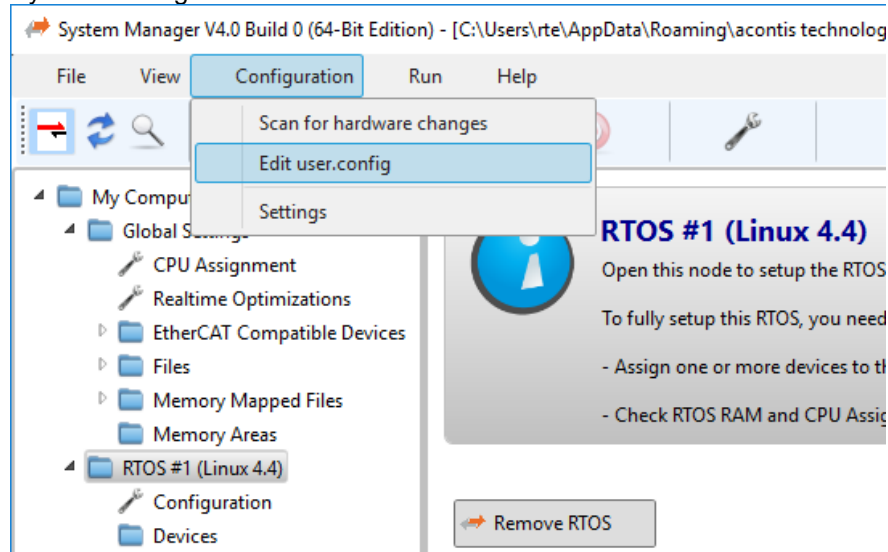 System Manager V4.0 Build 0 (64-Bit Edition) - [C:\Users\rte\AppData\Roaming\acontis technolog
File View Configuration Run Help
Scan for hardware changes
Edit user.config
Settings
My Compu
Global
CPU Assignment
Realtime Optimizations
EtherCAT Compatible Devices
Files
Memory Mapped Files
Memory Areas
RTOS #1 (Linux 4.4)
Configuration
Devices
RTOS #1 (Linux 4.4)
Open this node to setup the RTOS
To fully setup this RTOS, you need
- Assign one or more devices to th
- Check RTOS RAM and CPU Assig
Remove RTOS